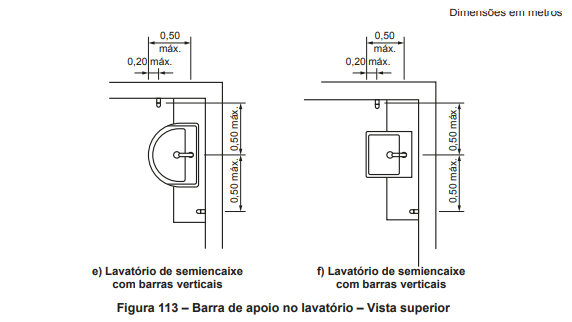 Dimensões em metros
0,50
máx.
0,20 máx.
0,50 máx.
0,50 máx.
0,50
máx.
0,20 máx.
0,50 máx.
0,50 máx.
e) Lavatório de semiencaixe
com barras verticais
f) Lavatório de semiencaixe
com barras verticais
Figura 113 – Barra de apoio no lavatório – Vista superior